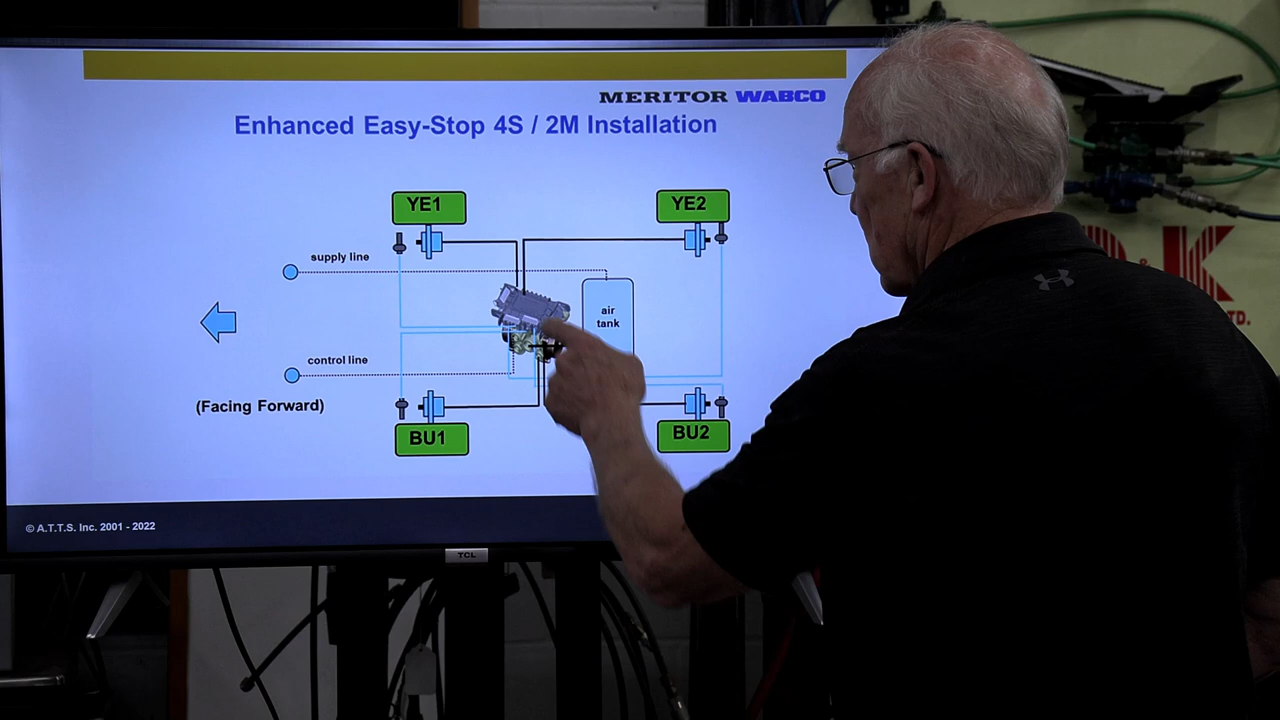 MERITOR WABCO
Enhanced Easy-Stop 4S / 2M Installation
YE1
YE2
supply line
air
tank
control line
(Facing Forward)
BU1
BU2
© A.T.T.S. Inc. 2001 - 2022
TCL
& K
TD.